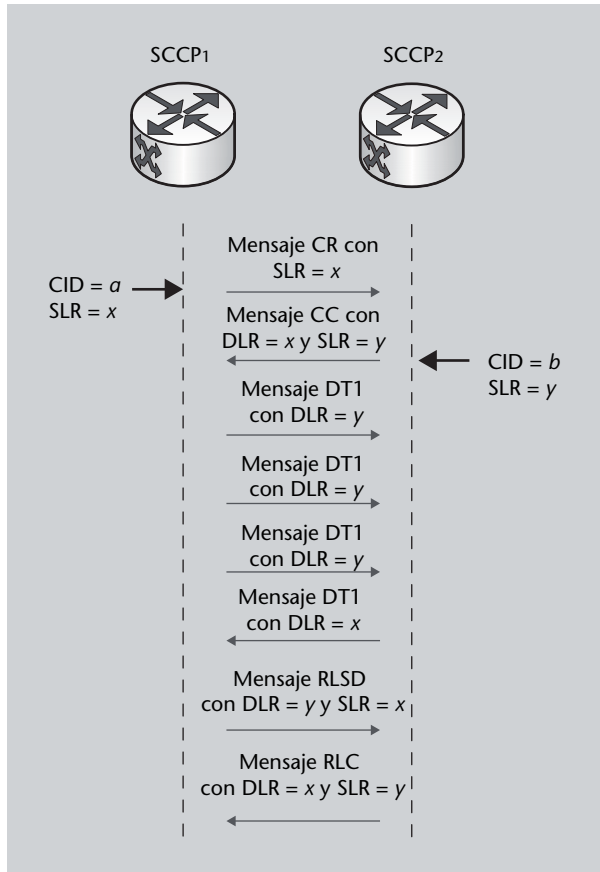 SCCP1
SCCP2
Mensaje CR con
SLR = x
CID = a
SLR = x
Mensaje CC con
DLR = x y SLR = y
CID = b
SLR = y
Mensaje DT1
con DLR = y
Mensaje DT1
con DLR = y
Mensaje DT1
con DLR = y
Mensaje DT1
con DLR = x
Mensaje RLSD
con DLR = y y SLR = x
Mensaje RLC
con DLR = x y SLR = y